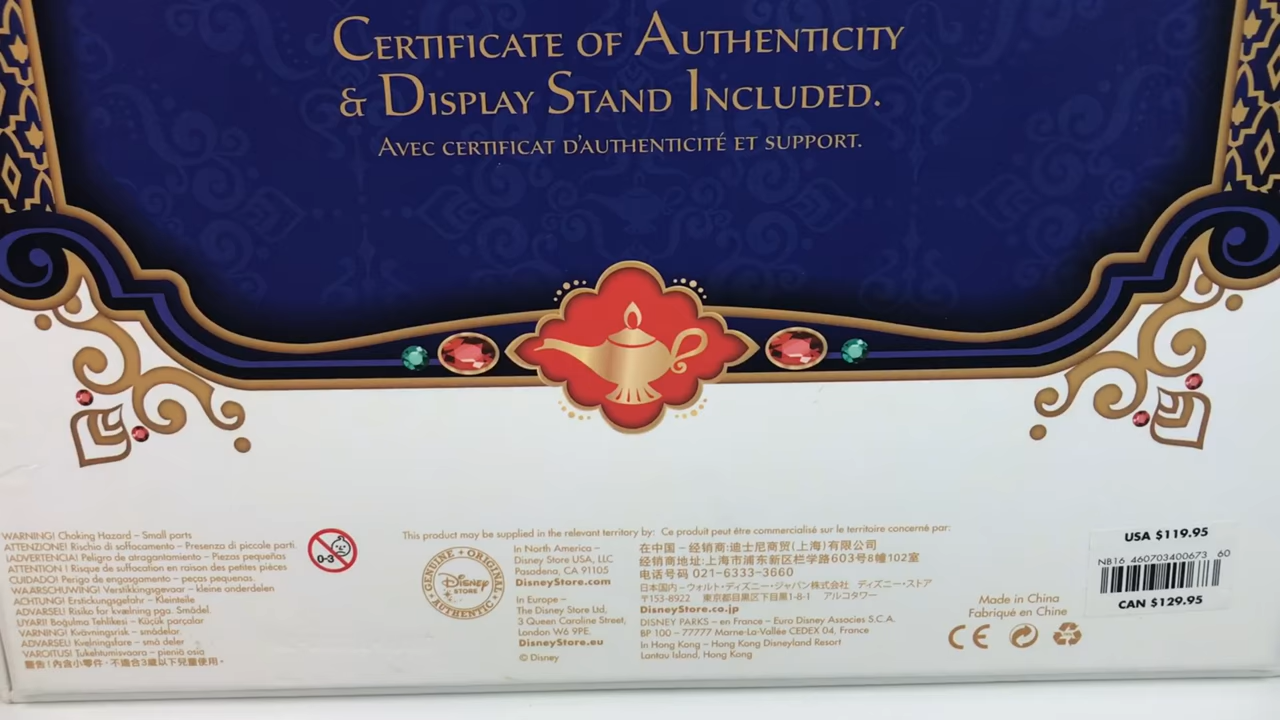 CERTIFICATE OF AUTHENTICITY
& DISPLAY STAND INCLUDED.
AVEC CERTIFICAT D'AUTHENTICITÉ ET SUPPORT.
WARNING! Choking Hazard – Small parts
ATTENZIONE! Rischio di soffocamento – Presenza di piccole parti.
¡ADVERTENCIA! Peligro de atragantamiento – Piezas pequeñas
ATTENTION ! Risque de suffocation en raison des petites pièces
CUIDADO! Perigo de engasgamento – peças pequenas.
WAARSCHUWING! Verstikkingsgevaar – kleine onderdelen
ACHTUNG! Erstickungsgefahr – Kleinteile
ADVARSEL! Risiko for kvælning pga. Smådel.
UYARI! Boğulma Tehlikesi – Küçük parçalar
VARNING! Kvävningsrisk – smådelar
ADVARSEL! Kvelningsfare – små deler
VAROITUS! Tukehtumisvaara – pieniä osia
警告!內含小零件,不適合3歲以下兒童使用。
0-3
This product may be supplied in the relevant territory by: Ce produit peut être commercialisé sur le territoire concerné par:
GENUINE • ORIGINAL • AUTHENTIC
Disney
STORE
In North America –
Disney Store USA, LLC
Pasadena, CA 91105
DisneyStore.com
In Europe –
The Disney Store Ltd,
3 Queen Caroline Street,
London W6 9PE.
DisneyStore.eu
© Disney
在中国 – 经销商:迪士尼商贸(上海)有限公司
经销商地址:上海市浦东新区栏学路603号8幢102室
电话号码 021-6333-3660
日本国内–ウォルト・ディズニー・ジャパン株式会社 ディズニー・ストア
〒153-8922 東京都目黒区下目黒1-8-1 アルコタワー
DisneyStore.co.jp
DISNEY PARKS – en France – Euro Disney Associes S.C.A.
BP 100 – 77777 Marne-La-Vallée CEDEX 04, France
In Hong Kong – Hong Kong Disneyland Resort
Lantau Island, Hong Kong
Made in China
Fabriqué en Chine
CE
USA $119.95
NB16 460703400673 60
CAN $129.95